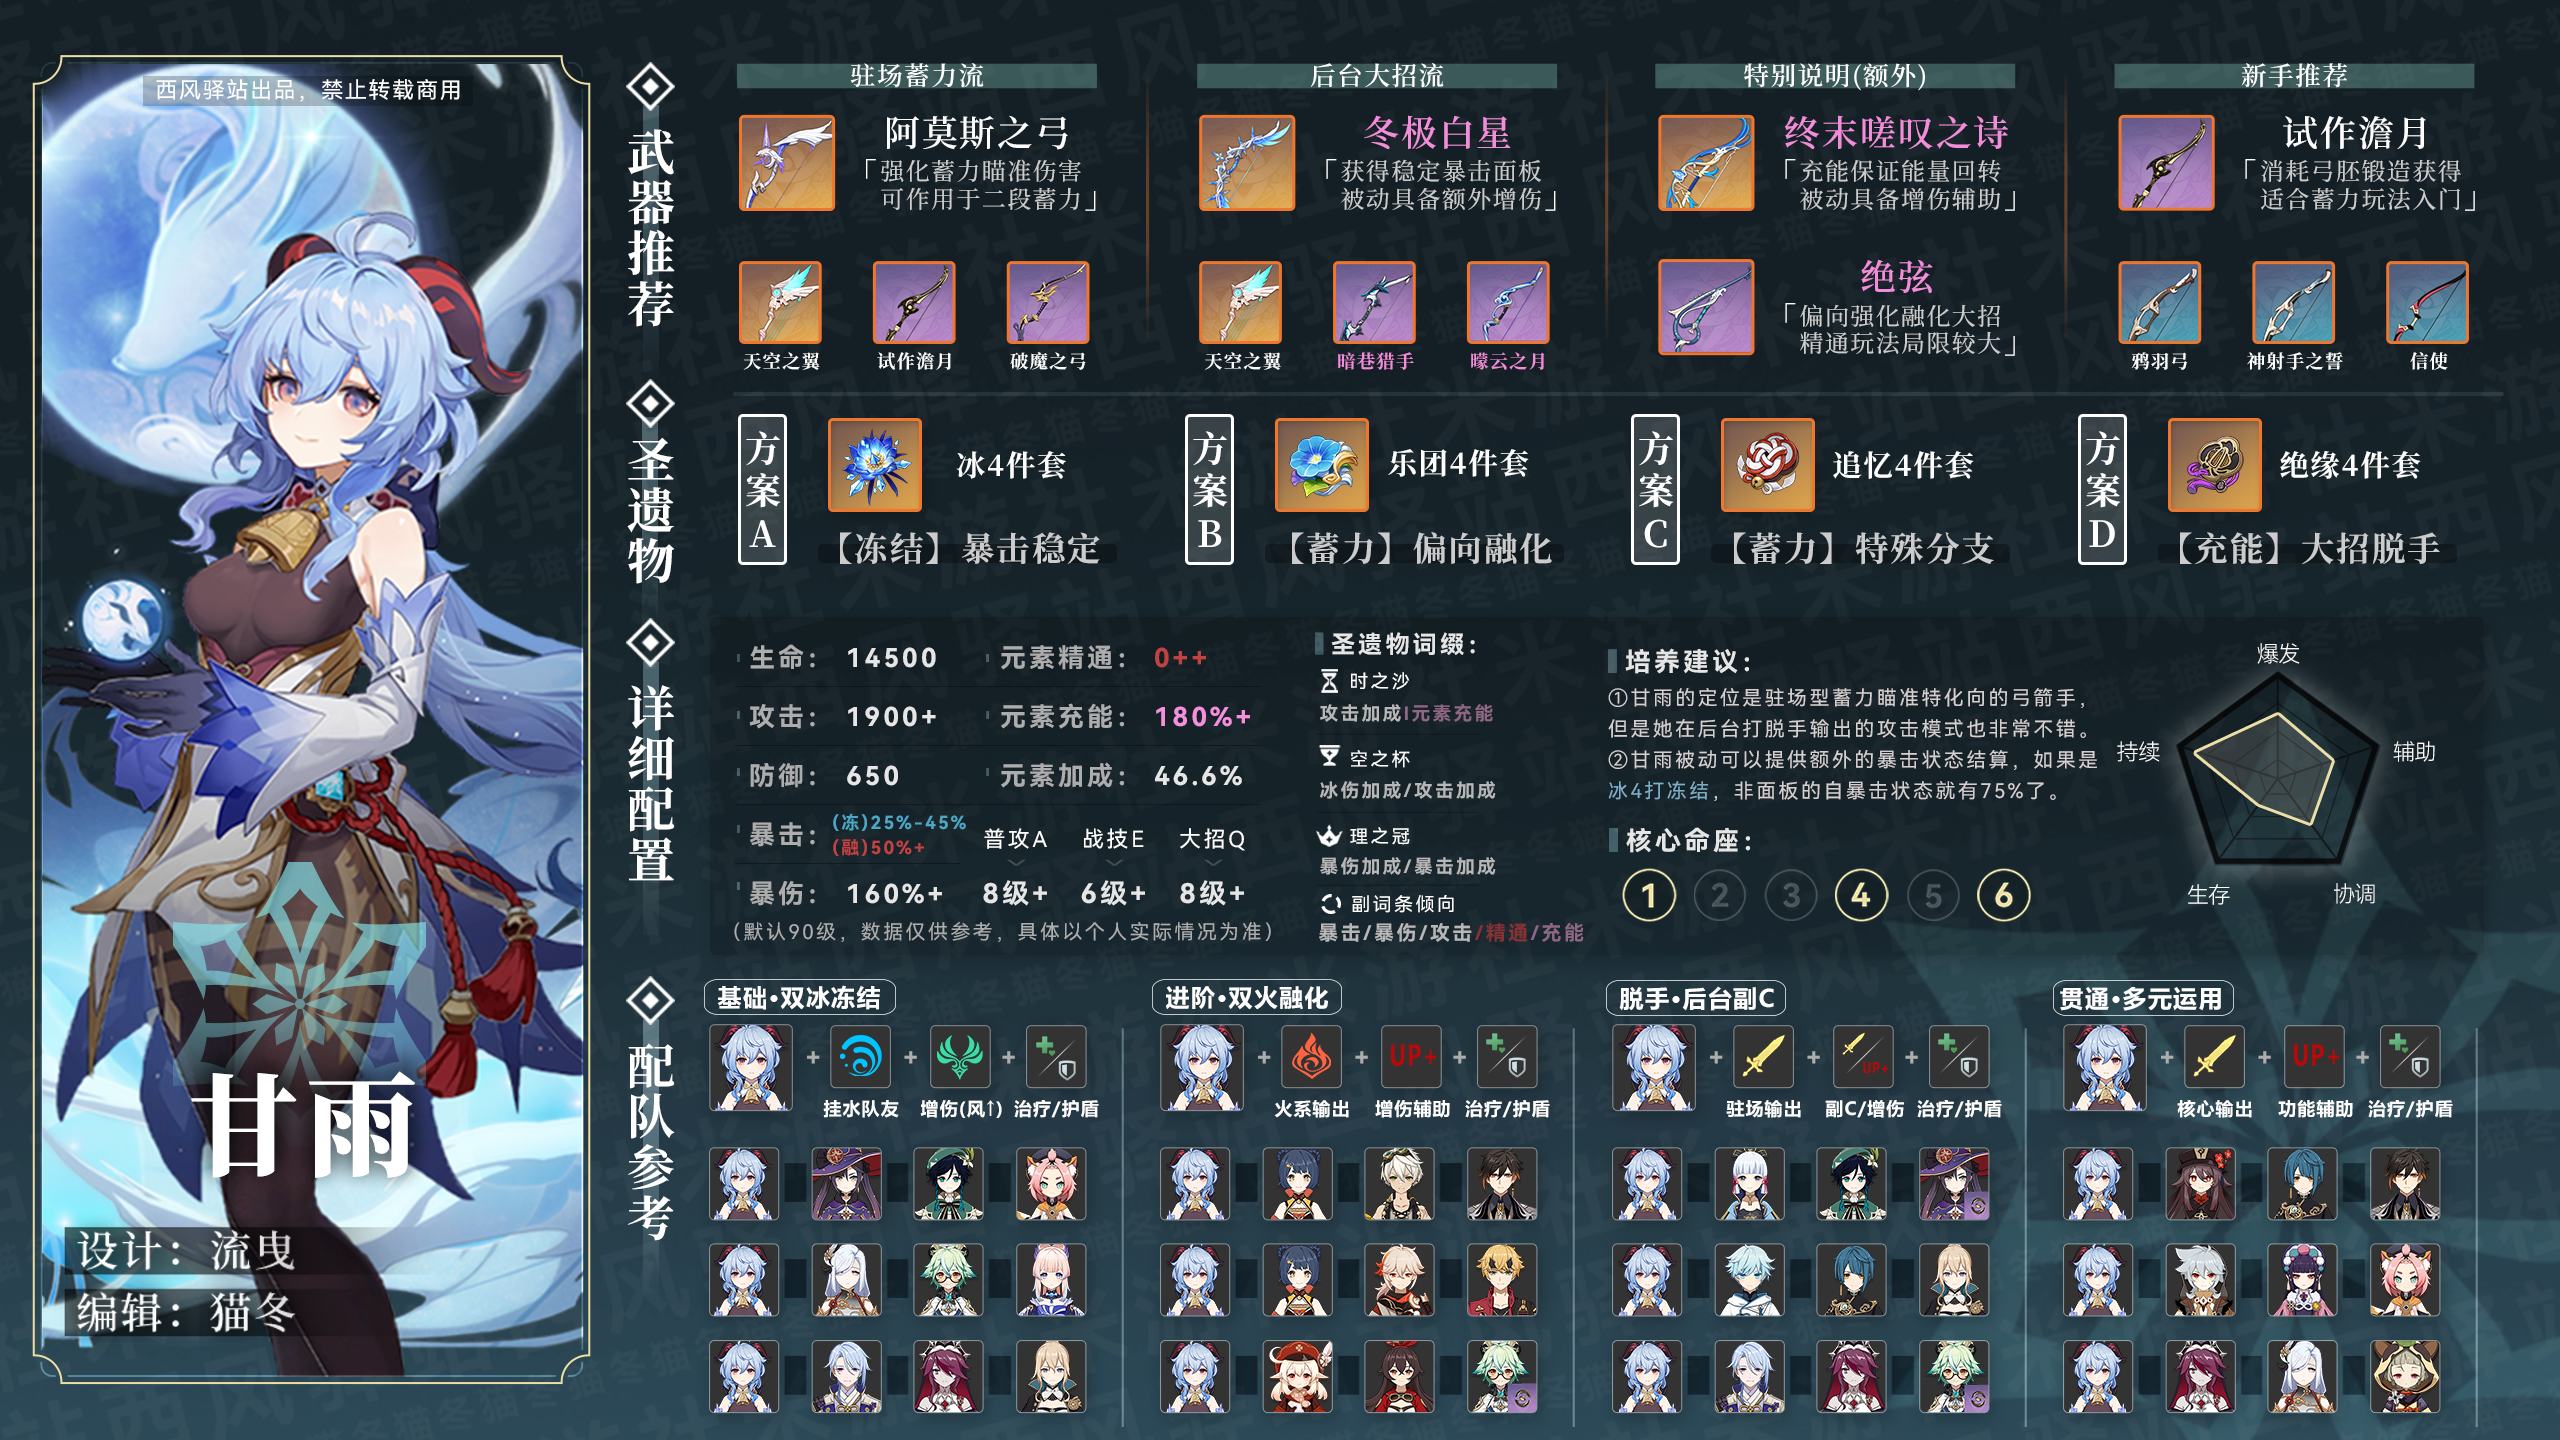 西风驿站出品，禁止转载商用
甘雨
设计：流曳
编辑：猫冬
武器推荐
驻场蓄力流
阿莫斯之弓
「强化蓄力瞄准伤害
可作用于二段蓄力」
天空之翼 试作澹月 破魔之弓
后台大招流
冬极白星
「获得稳定暴击面板
被动具备额外增伤」
天空之翼 暗巷猎手 曚云之月
特别说明(额外)
终末嗟叹之诗
「充能保证能量回转
被动具备增伤辅助」
绝弦
「偏向强化融化大招
精通玩法局限较大」
新手推荐
试作澹月
「消耗弓胚锻造获得
适合蓄力玩法入门」
鸦羽弓 神射手之誓 信使
圣遗物
方案A
冰4件套
【冻结】暴击稳定
方案B
乐团4件套
【蓄力】偏向融化
方案C
追忆4件套
【蓄力】特殊分支
方案D
绝缘4件套
【充能】大招脱手
详细配置
生命：14500 元素精通：0++
攻击：1900+ 元素充能：180%+
防御：650 元素加成：46.6%
暴击：(冻)25%-45% (融)50%+ 普攻A 战技E 大招Q
暴伤：160%+ 8级+ 6级+ 8级+
(默认90级，数据仅供参考，具体以个人实际情况为准)
圣遗物词缀：
时之沙
攻击加成|元素充能
空之杯
冰伤加成/攻击加成
理之冠
暴伤加成/暴击加成
副词条倾向
暴击/暴伤/攻击/精通/充能
培养建议：
①甘雨的定位是驻场型蓄力瞄准特化向的弓箭手，
但是她在后台打脱手输出的攻击模式也非常不错。
②甘雨被动可以提供额外的暴击状态结算，如果是
冰4打冻结，非面板的自暴击状态就有75%了。
核心命座：
1 2 3 4 5 6
爆发
持续 辅助
生存 协调
配队参考
基础·双冰冻结
挂水队友 增伤(风↑) 治疗/护盾
进阶·双火融化
UP+
火系输出 增伤辅助 治疗/护盾
脱手·后台副C
UP+
驻场输出 副C/增伤 治疗/护盾
贯通·多元运用
UP+
核心输出 功能辅助 治疗/护盾